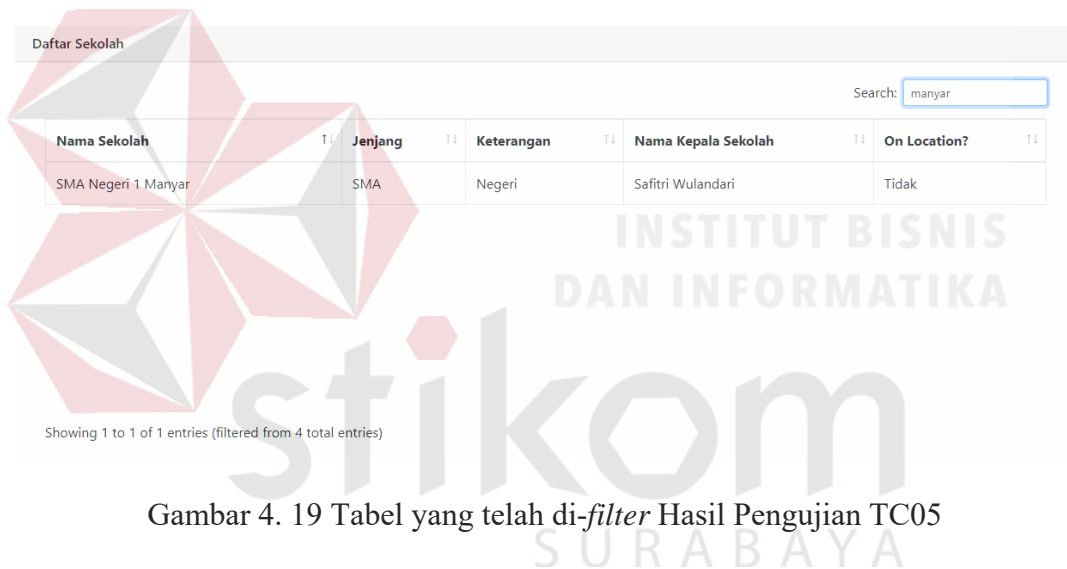 Daftar Sekolah
Search: manyar
Nama Sekolah Jenjang Keterangan Nama Kepala Sekolah On Location?
SMA Negeri 1 Manyar SMA Negeri Safitri Wulandari Tidak
INSTITUT BISNIS
DAN INFORMATIKA
stikom
Showing 1 to 1 of 1 entries (filtered from 4 total entries)
Gambar 4. 19 Tabel yang telah di-filter Hasil Pengujian TC05
SURABAYA